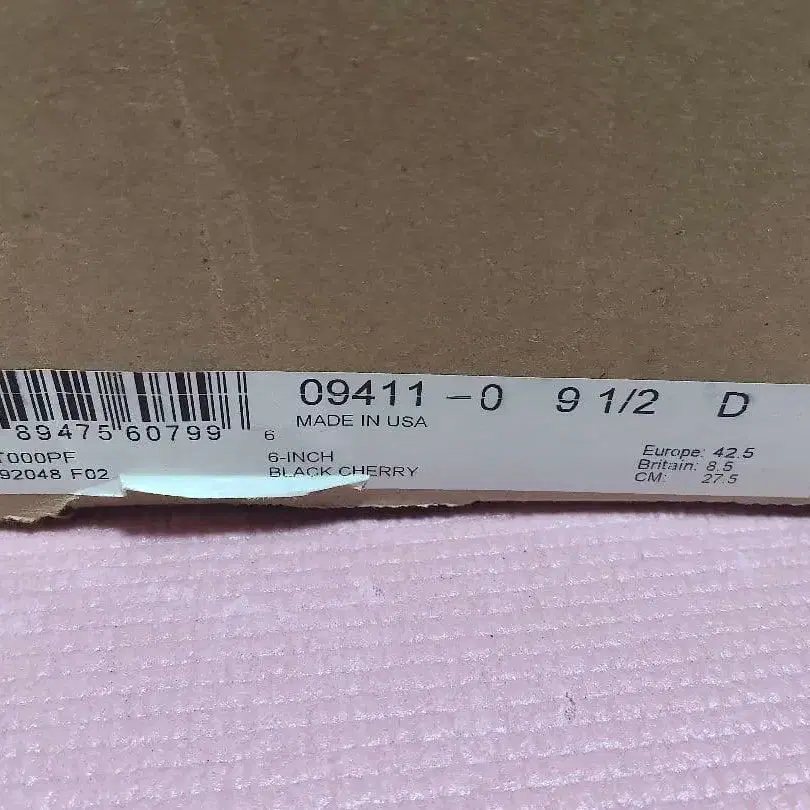 09411 -0 9 1/2 D
MADE IN USA
89475 60799 6
T000PF
92048 F02
6-INCH
BLACK CHERRY
Europe: 42.5
Britain: 8.5
CM: 27.5